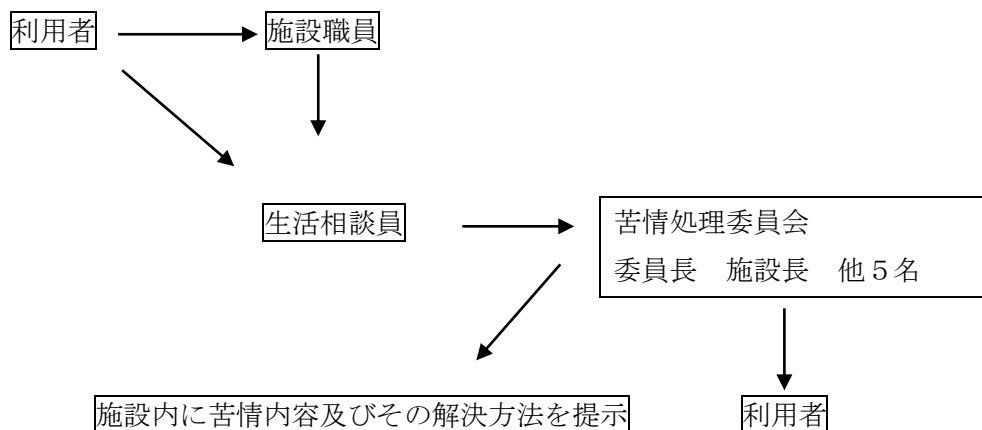 利用者
施設職員
生活相談員
苦情処理委員会
委員長　施設長　他５名
施設内に苦情内容及びその解決方法を提示
利用者